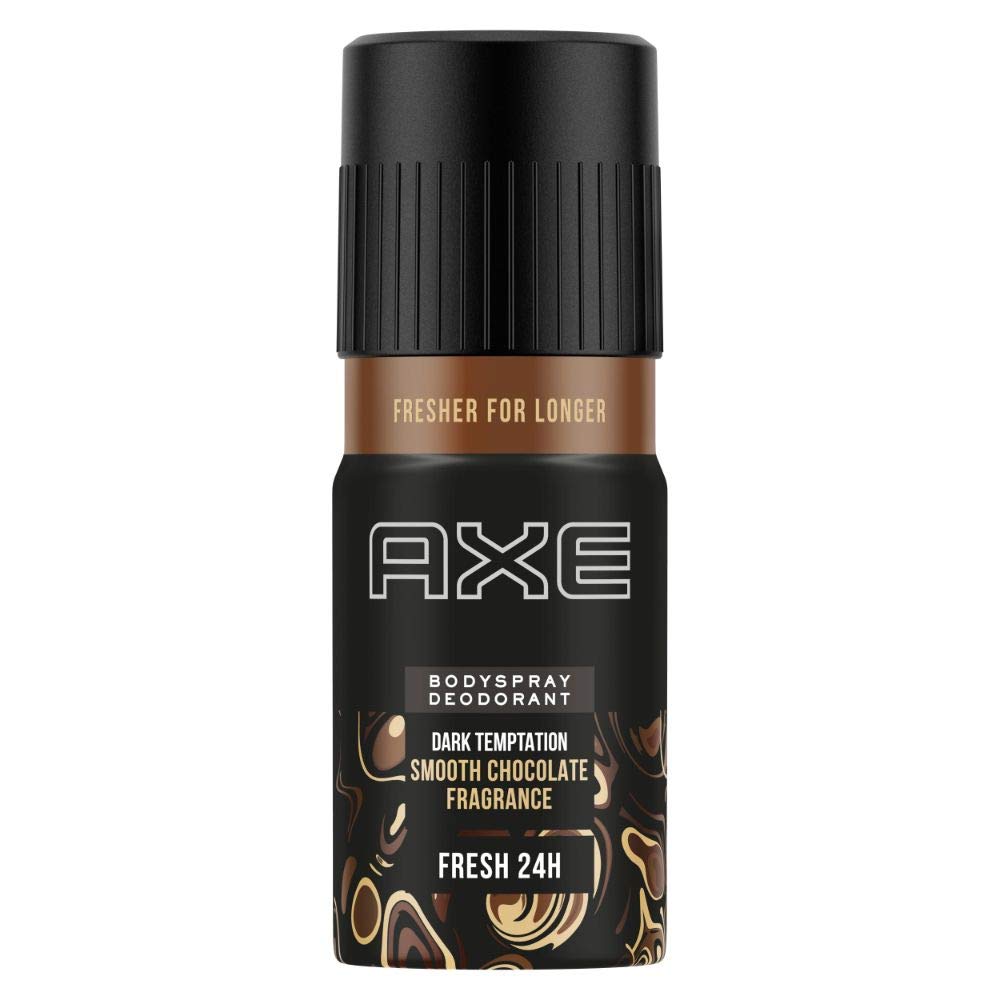 FRESHER FOR LONGER
AXE
BODYSPRAY
DEODORANT
DARK TEMPTATION
SMOOTH CHOCOLATE
FRAGRANCE
FRESH 24H